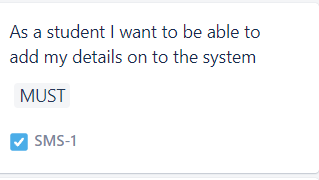 As a student I want to be able to
add my details on to the system
MUST
SMS-1